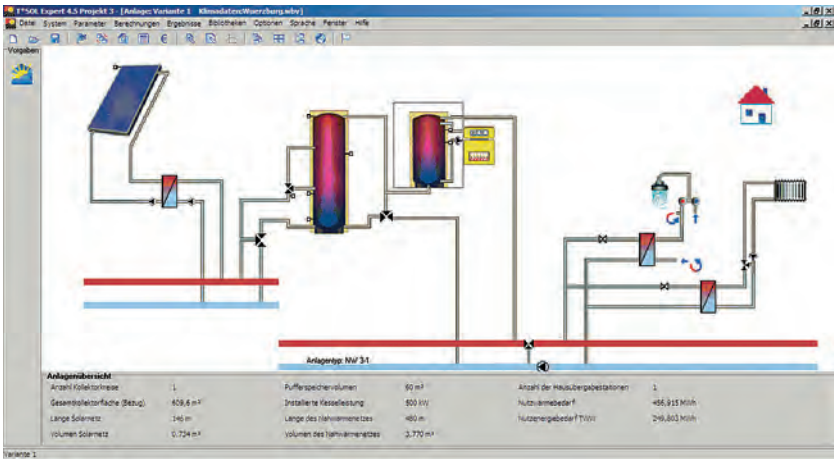 T*SOL Expert 4.5 Projekt 3 - [Anlage: Variante 1 Klimadaten:Wuerzburg.wbv]
Datei System Parameter Berechnungen Ergebnisse Bibliotheken Optionen Sprache Fenster Hilfe
Vorgaben
Anlagentyp: NW 3-1
Anlagenübersicht
Anzahl Kollektorkreise 1 Pufferspeichervolumen 60 m³ Anzahl der Hausübergabestationen 1
Gesamtkollektorfläche (Bezug) 609,6 m² Installierte Kesselleistung 500 kW Nutzwärmebedarf 486,915 MWh
Länge Solarnetz 146 m Länge des Nahwärmenetzes 480 m Nutzenergiebedarf TWW 249,803 MWh
Volumen Solarnetz 0,734 m³ Volumen des Nahwärmenetzes 3,770 m³
Variante 1